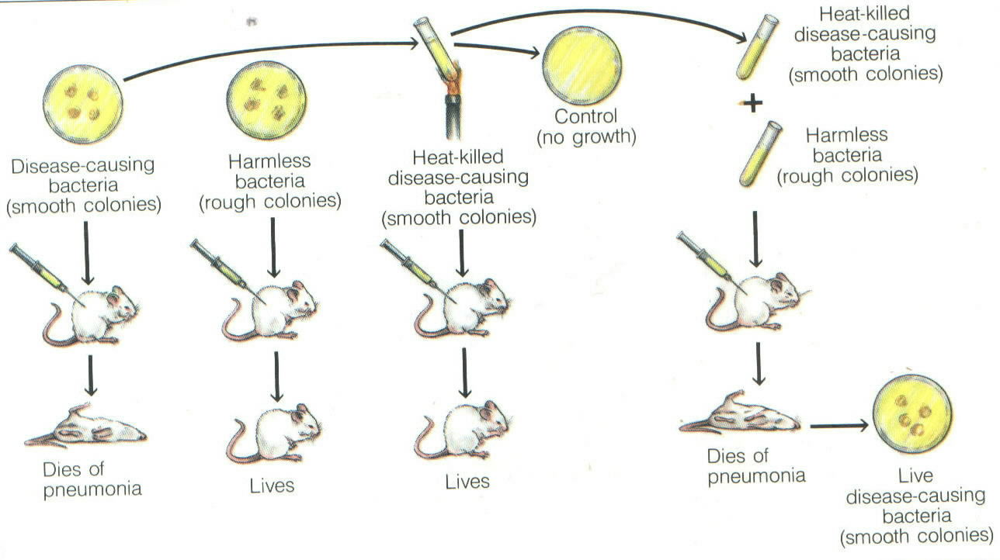 Disease-causing
bacteria
(smooth colonies)
Harmless
bacteria
(rough colonies)
Heat-killed
disease-causing
bacteria
(smooth colonies)
Control
(no growth)
Heat-killed
disease-causing
bacteria
(smooth colonies)
+
Harmless
bacteria
(rough colonies)
Dies of
pneumonia
Lives
Lives
Dies of
pneumonia
Live
disease-causing
bacteria
(smooth colonies)